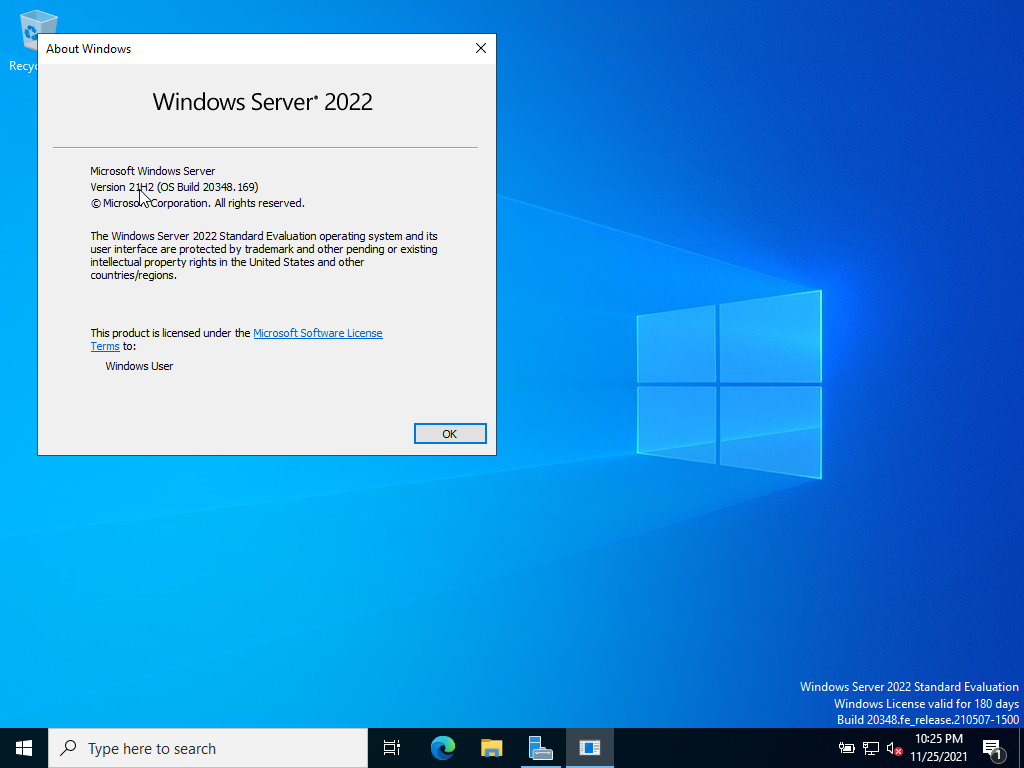 Recyc
About Windows
Windows Server 2022
Microsoft Windows Server
Version 21H2 (OS Build 20348.169)
© Microsoft Corporation. All rights reserved.
The Windows Server 2022 Standard Evaluation operating system and its
user interface are protected by trademark and other pending or existing
intellectual property rights in the United States and other
countries/regions.
This product is licensed under the Microsoft Software License
Terms to:
Windows User
OK
Windows Server 2022 Standard Evaluation
Windows License valid for 180 days
Build 20348.fe_release.210507-1500
Type here to search
10:25 PM
11/25/2021
1